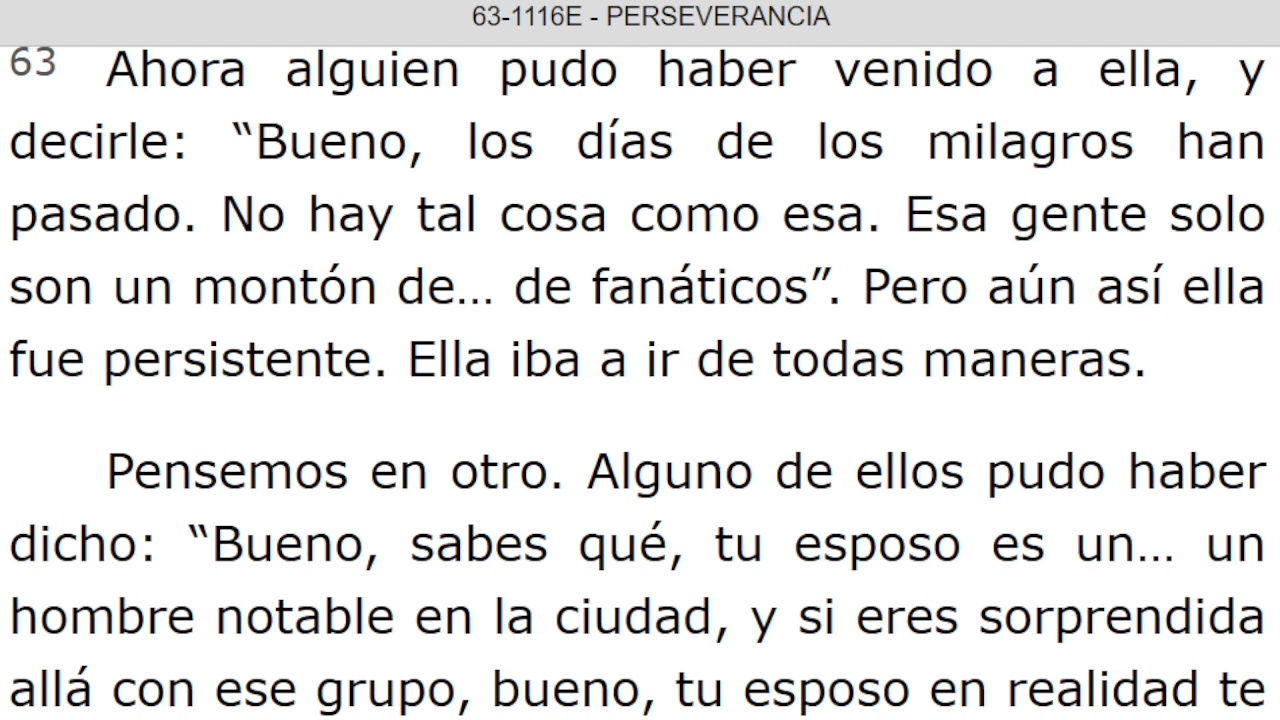 63-1116E - PERSEVERANCIA
63 Ahora alguien pudo haber venido a ella, y
decirle: “Bueno, los días de los milagros han
pasado. No hay tal cosa como esa. Esa gente solo
son un montón de... de fanáticos”. Pero aún así ella
fue persistente. Ella iba a ir de todas maneras.
Pensemos en otro. Alguno de ellos pudo haber
dicho: “Bueno, sabes qué, tu esposo es un... un
hombre notable en la ciudad, y si eres sorprendida
allá con ese grupo, bueno, tu esposo en realidad te